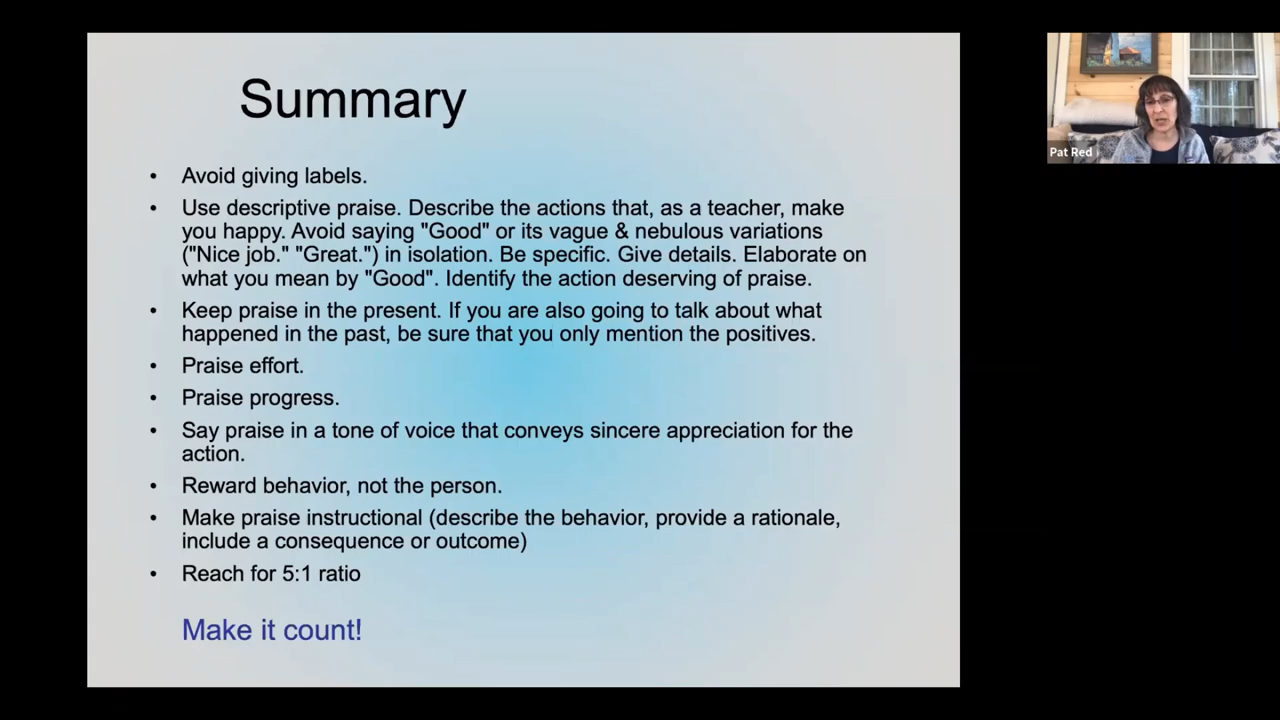 Summary
• Avoid giving labels.
• Use descriptive praise. Describe the actions that, as a teacher, make
you happy. Avoid saying "Good" or its vague & nebulous variations
("Nice job." "Great.") in isolation. Be specific. Give details. Elaborate on
what you mean by "Good". Identify the action deserving of praise.
• Keep praise in the present. If you are also going to talk about what
happened in the past, be sure that you only mention the positives.
• Praise effort.
• Praise progress.
• Say praise in a tone of voice that conveys sincere appreciation for the
action.
• Reward behavior, not the person.
• Make praise instructional (describe the behavior, provide a rationale,
include a consequence or outcome)
• Reach for 5:1 ratio
Make it count!
Pat Red